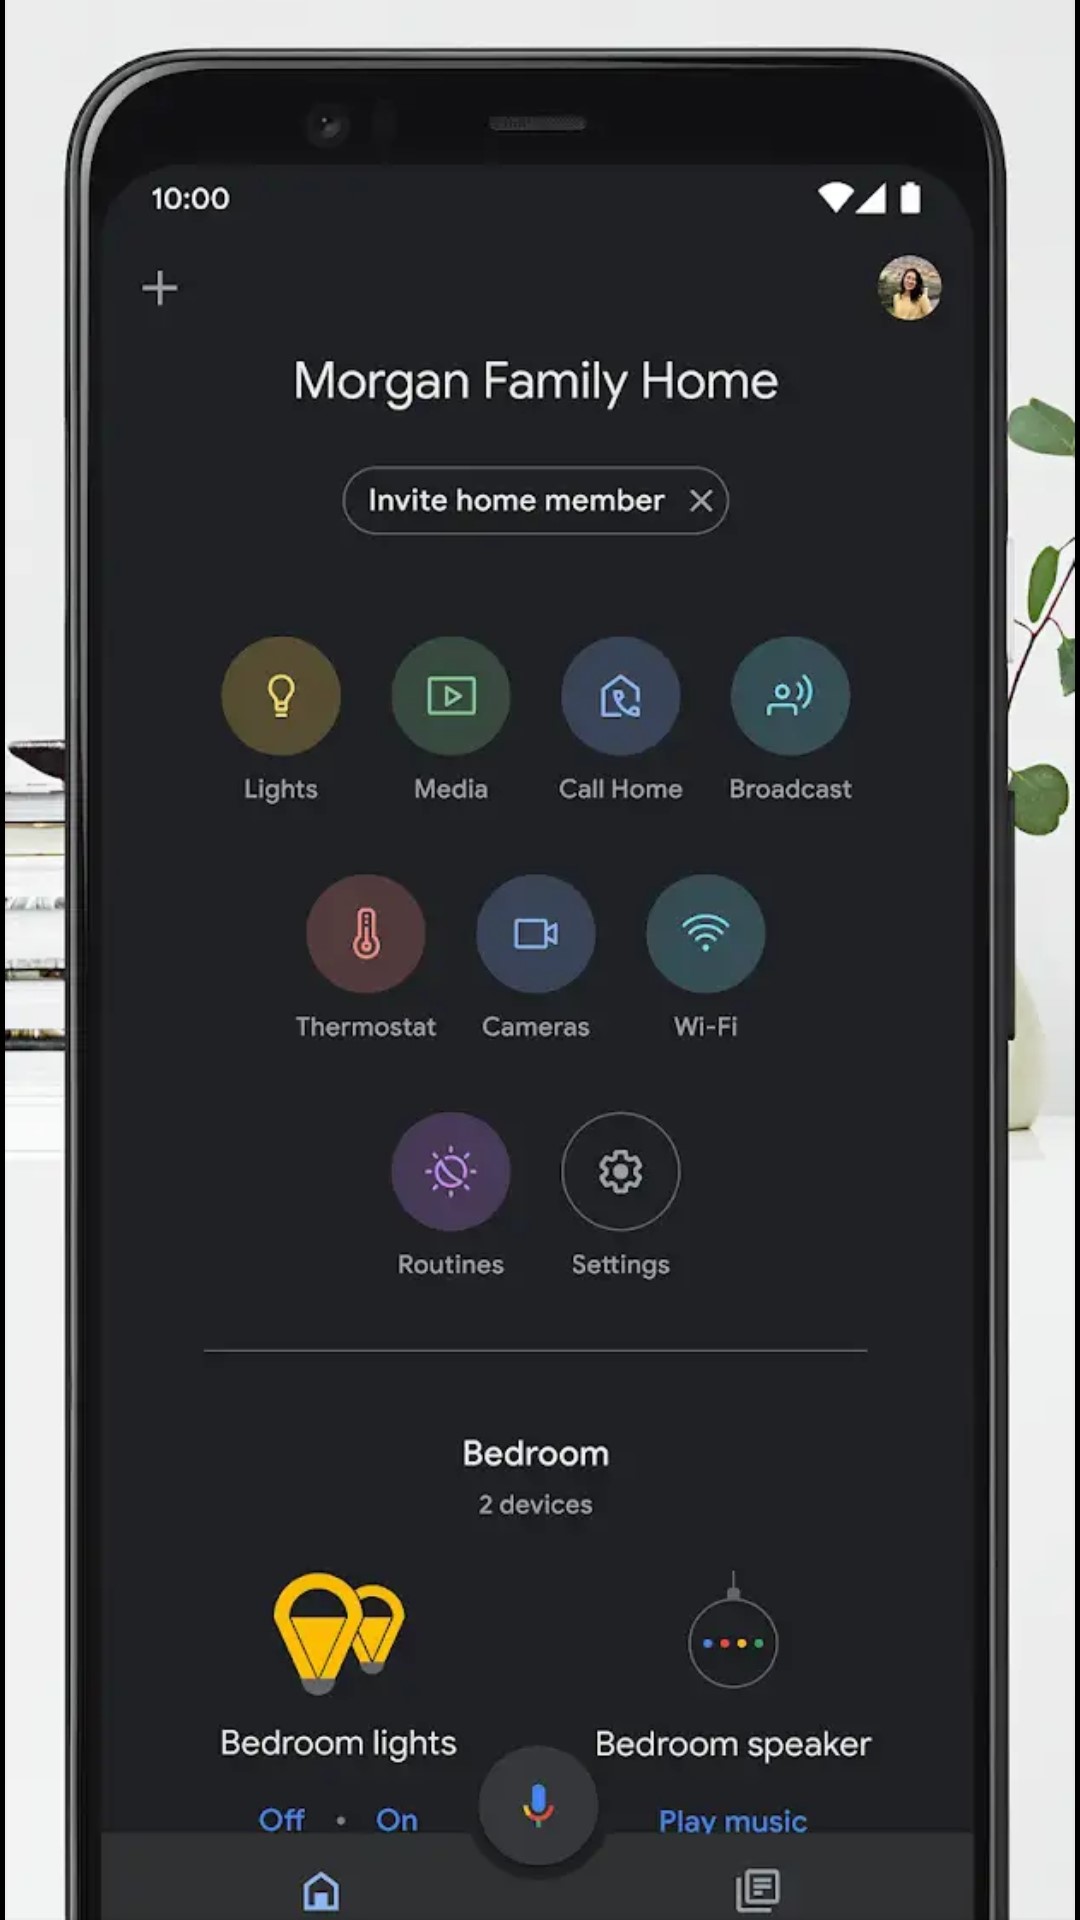 10:00
Morgan Family Home
Invite home member
Lights
Media
Call Home
Broadcast
Thermostat
Cameras
Wi-Fi
Routines
Settings
Bedroom
2 devices
Bedroom lights
Bedroom speaker
Off • On
Play music